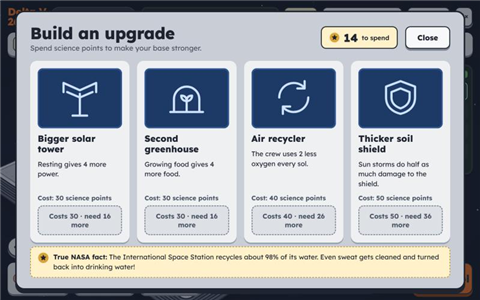 Build an upgrade
Spend science points to make your base stronger.
14 to spend
Close
Bigger solar
tower
Resting gives 4 more
power.
Cost: 30 science points
Costs 30 · need 16
more
Second
greenhouse
Growing food gives 4
more food.
Cost: 30 science points
Costs 30 · need 16
more
Air recycler
The crew uses 2 less
oxygen every sol.
Cost: 40 science points
Costs 40 · need 26
more
Thicker soil
shield
Sun storms do half as
much damage to the
shield.
Cost: 50 science points
Costs 50 · need 36
more
True NASA fact: The International Space Station recycles about 98% of its water. Even sweat gets cleaned and turned
back into drinking water!